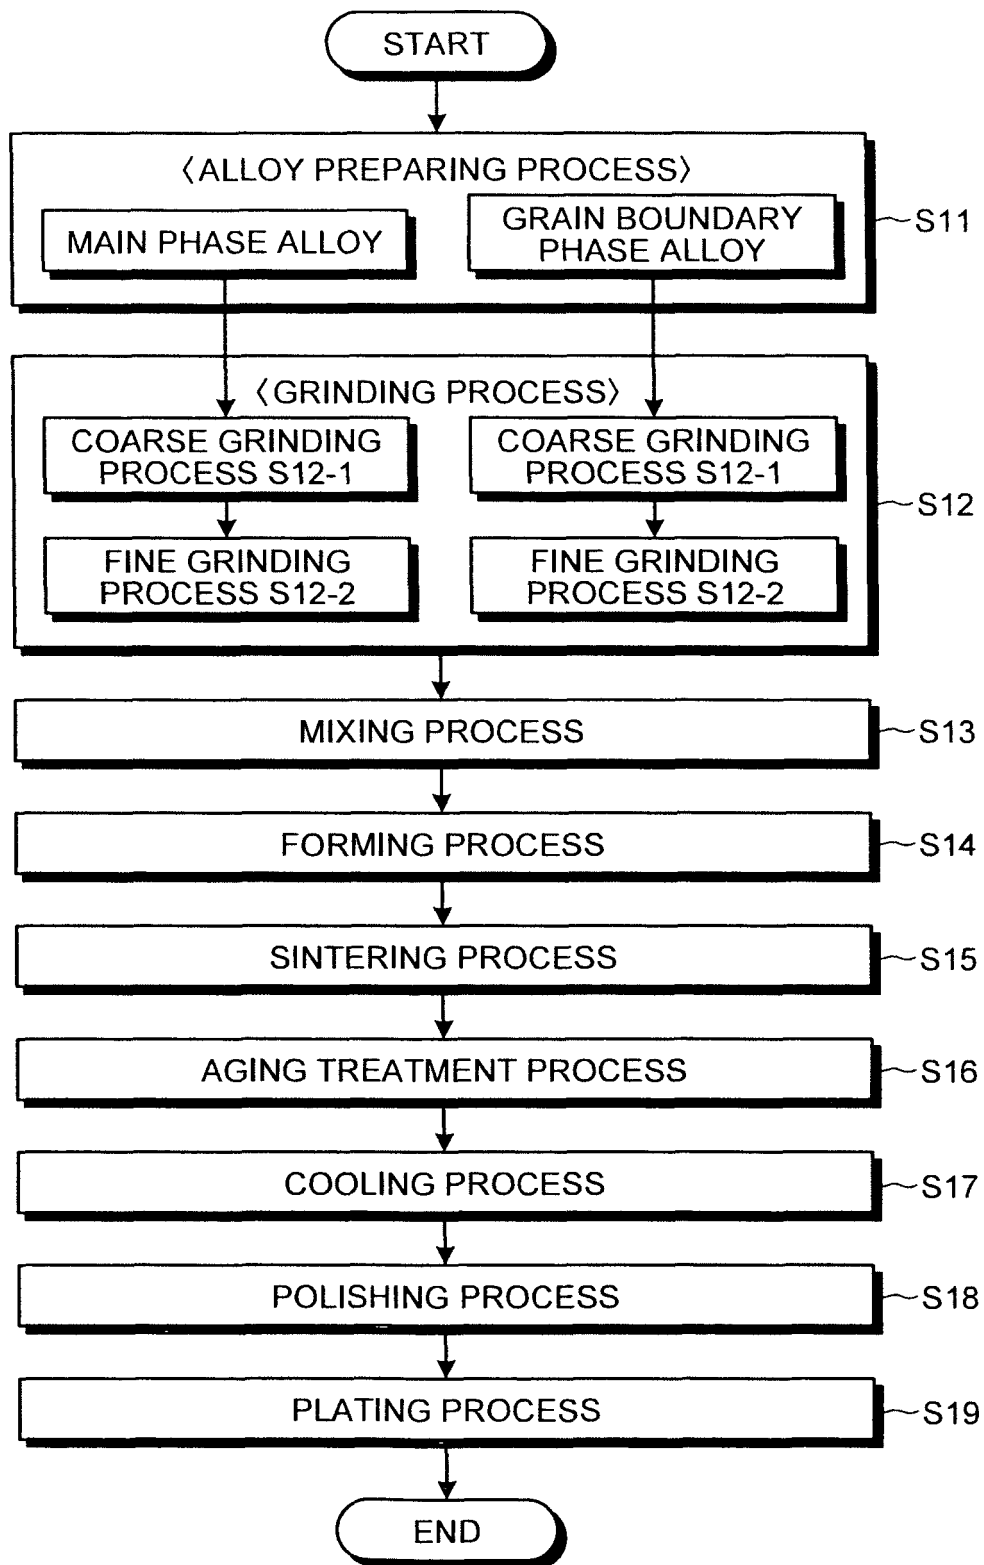 START
〈ALLOY PREPARING PROCESS〉
MAIN PHASE ALLOY
GRAIN BOUNDARY
PHASE ALLOY
S11
〈GRINDING PROCESS〉
COARSE GRINDING
PROCESS S12-1
COARSE GRINDING
PROCESS S12-1
S12
FINE GRINDING
PROCESS S12-2
FINE GRINDING
PROCESS S12-2
MIXING PROCESS
S13
FORMING PROCESS
S14
SINTERING PROCESS
S15
AGING TREATMENT PROCESS
S16
COOLING PROCESS
S17
POLISHING PROCESS
S18
PLATING PROCESS
S19
END